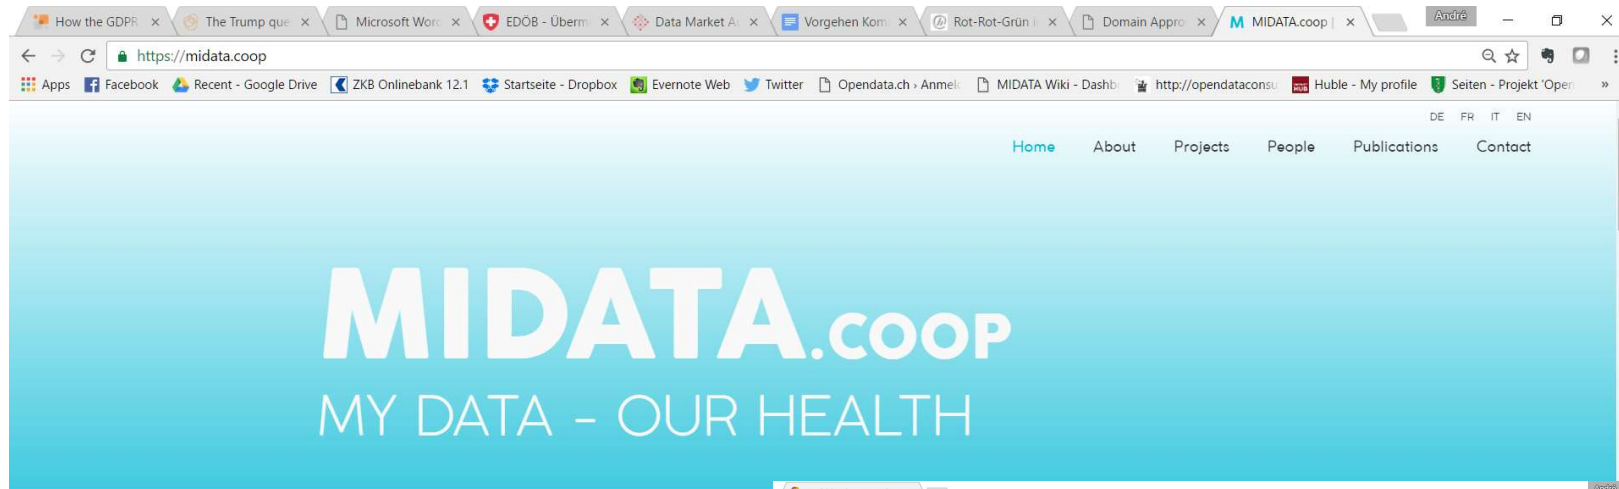 How the GDPR The Trump que Microsoft Word EDÖB - Überm Data Market A Vorgehen Kom Rot-Rot-Grün i Domain Appro M MIDATA.coop | André
https://midata.coop
Apps Facebook Recent - Google Drive ZKB Onlinebank 12.1 Startseite - Dropbox Evernote Web Twitter Opendata.ch › Anmel MIDATA Wiki - Dashb http://opendataconsu Huble - My profile Seiten - Projekt 'Open »
DE FR IT EN
Home About Projects People Publications Contact
MIDATA.COOP
MY DATA - OUR HEALTH
André